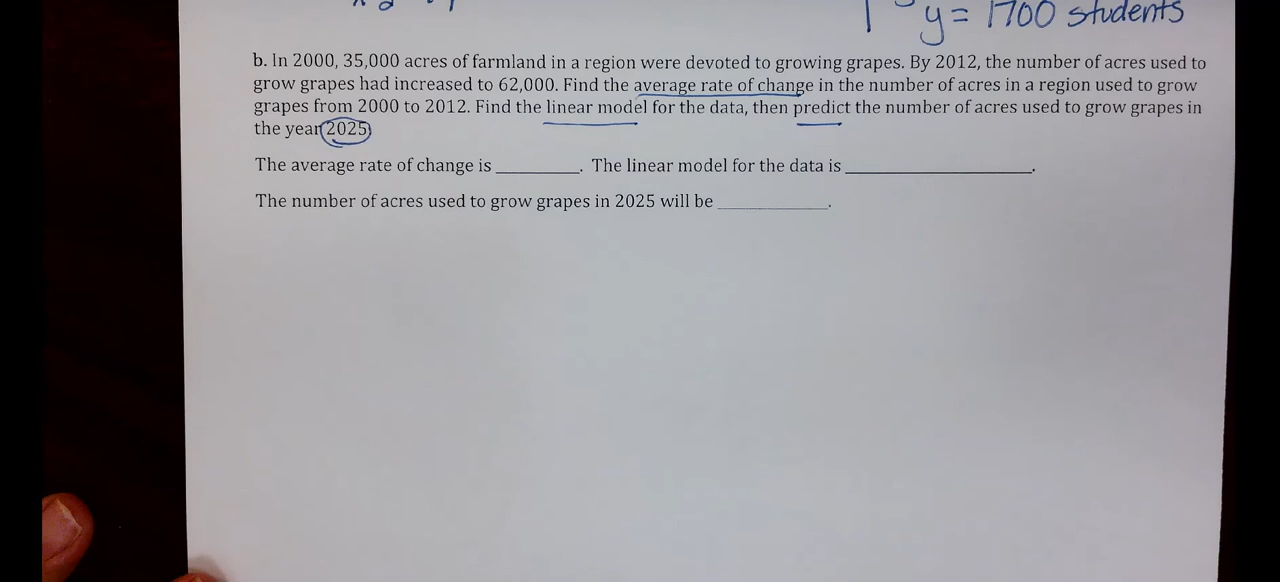 y = 1700 students
b. In 2000, 35,000 acres of farmland in a region were devoted to growing grapes. By 2012, the number of acres used to
grow grapes had increased to 62,000. Find the average rate of change in the number of acres in a region used to grow
grapes from 2000 to 2012. Find the linear model for the data, then predict the number of acres used to grow grapes in
the year 2025.
The average rate of change is ________. The linear model for the data is __________________.
The number of acres used to grow grapes in 2025 will be ___________.